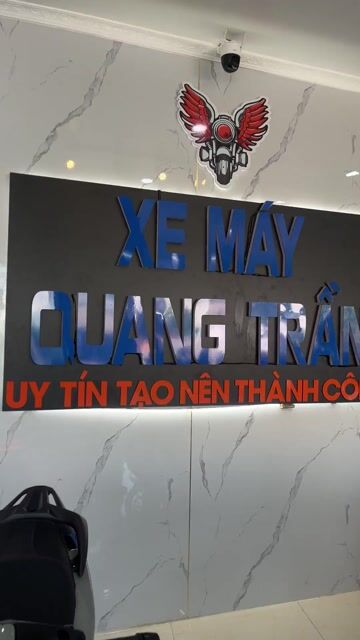 XE MÁY
QUANG TRẦN
UY TÍN TẠO NÊN THÀNH CÔ